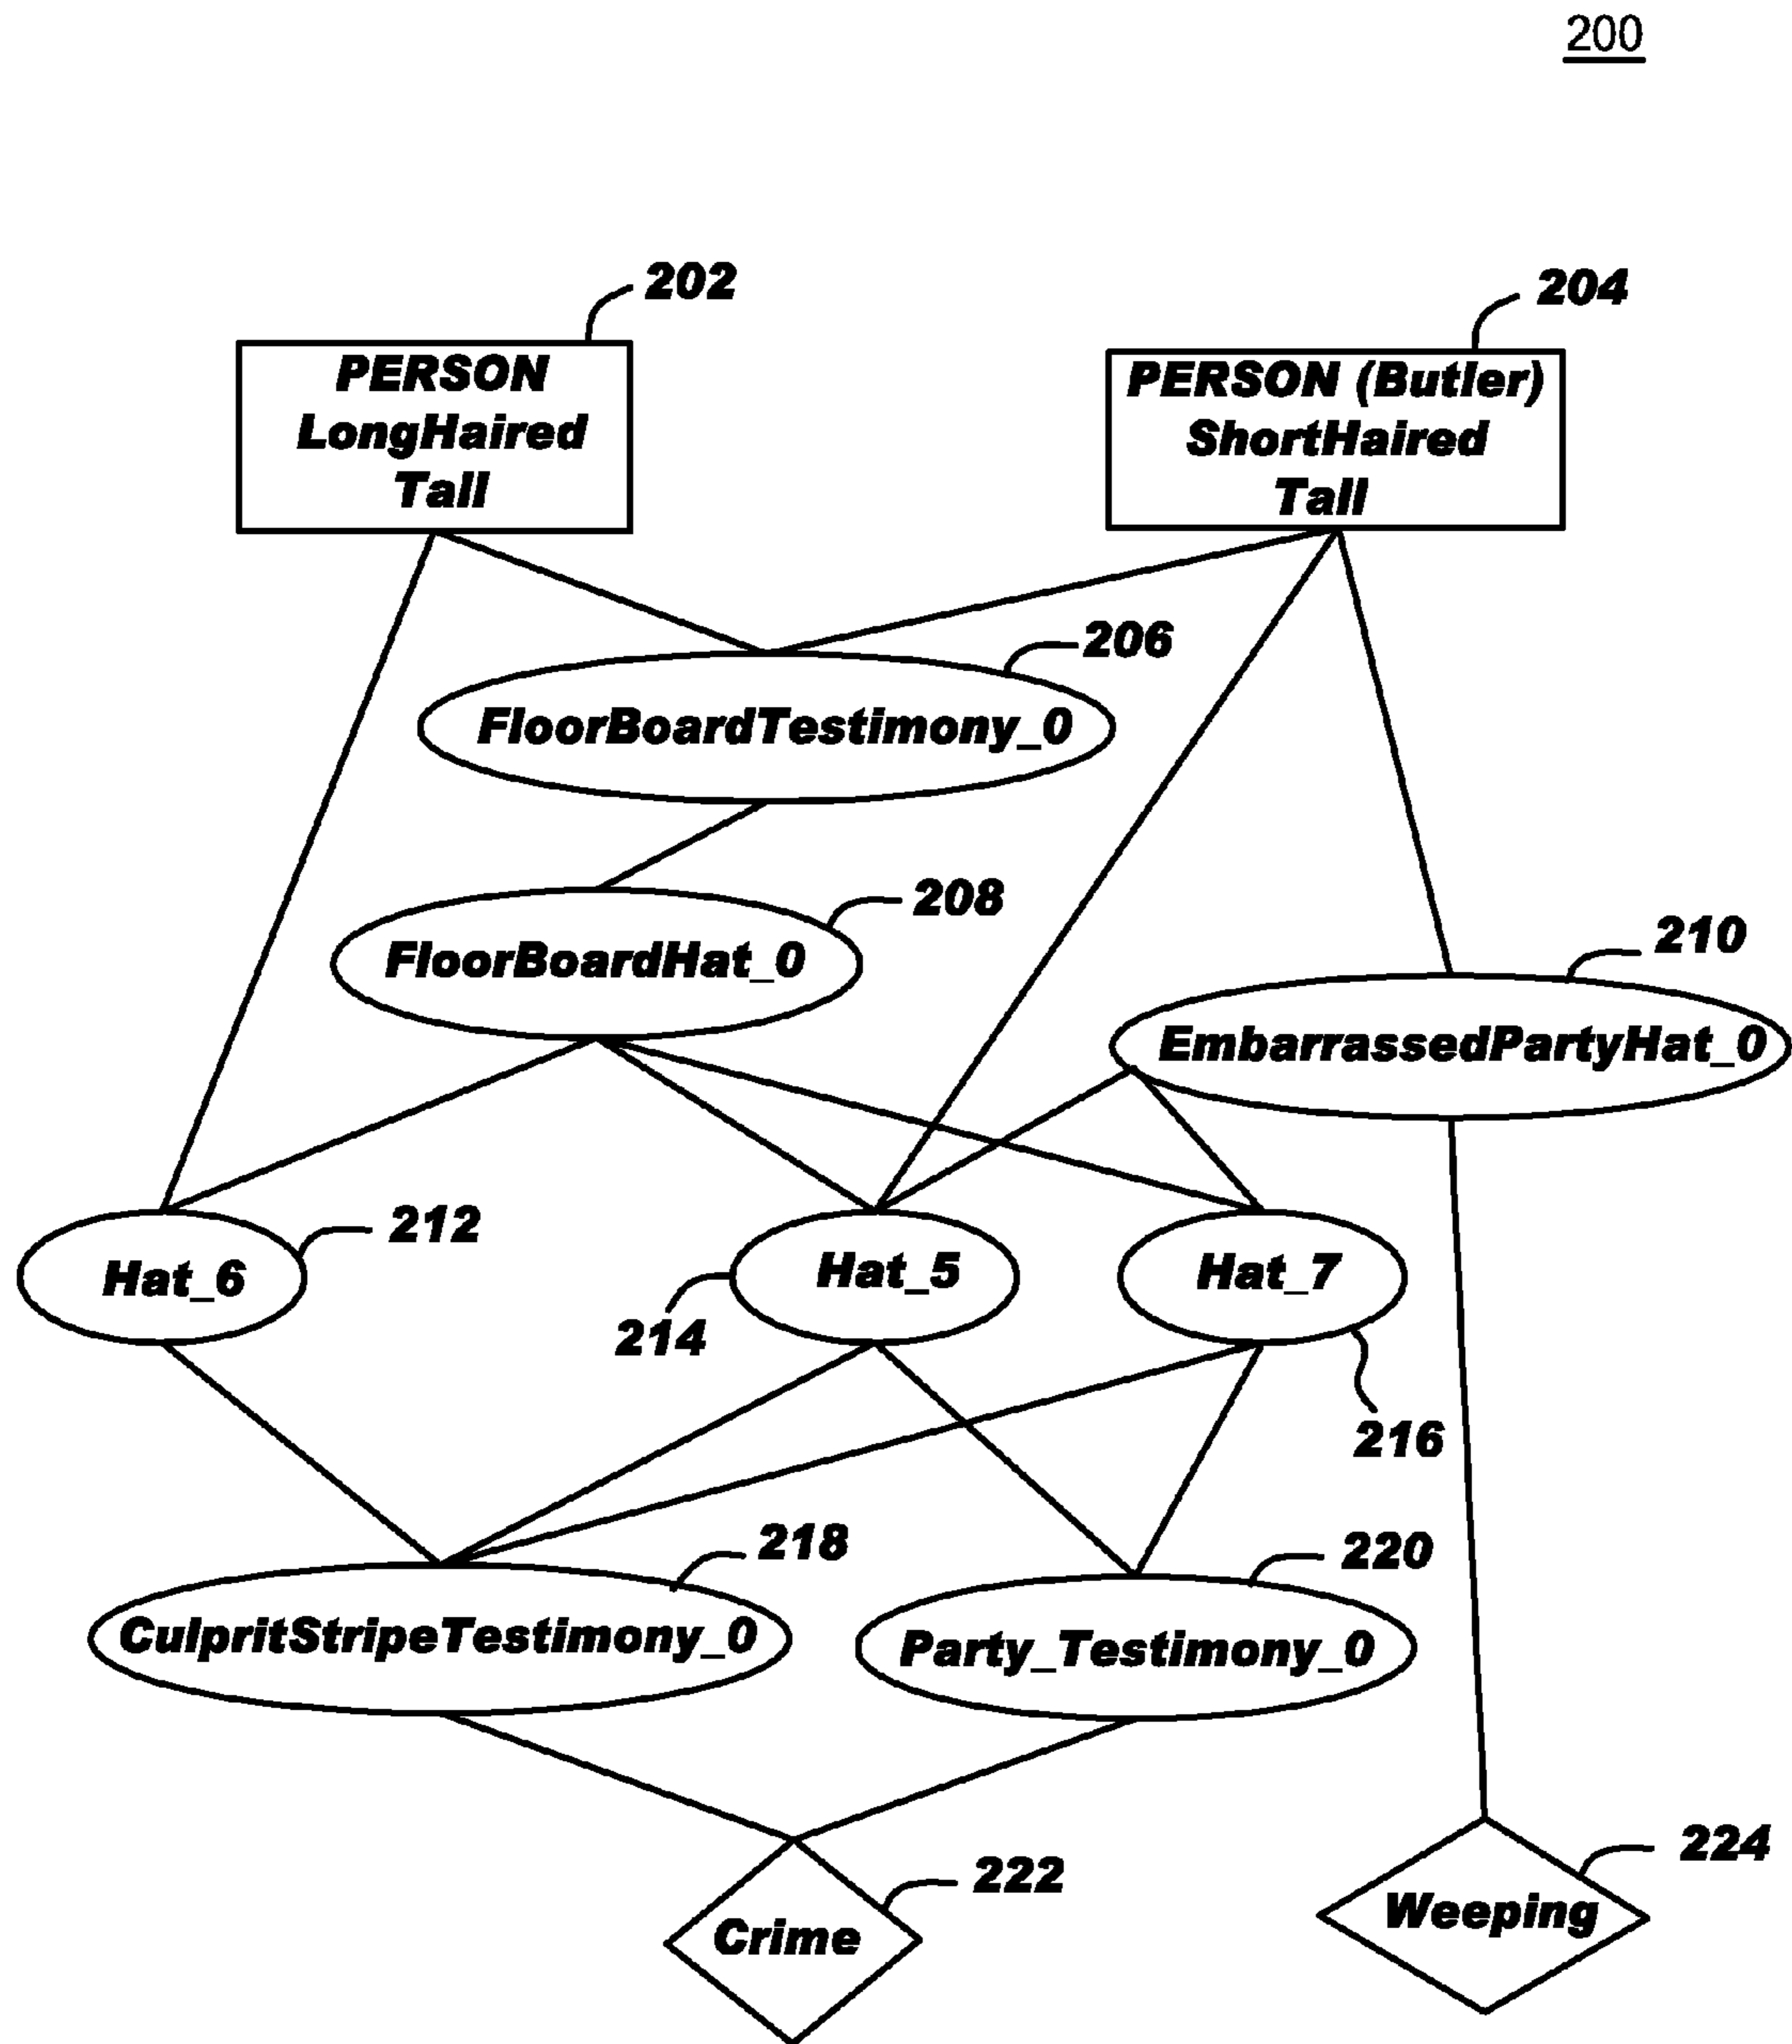 200
202
204
PERSON
LongHaired
Tall
PERSON (Butler)
ShortHaired
Tall
206
FloorBoardTestimony_0
208
FloorBoardHat_0
210
EmbarrassedPartyHat_0
212
Hat_6
Hat_5
Hat_7
214
216
218
220
CulpritStripeTestimony_0
Party_Testimony_0
222
224
Crime
Weeping